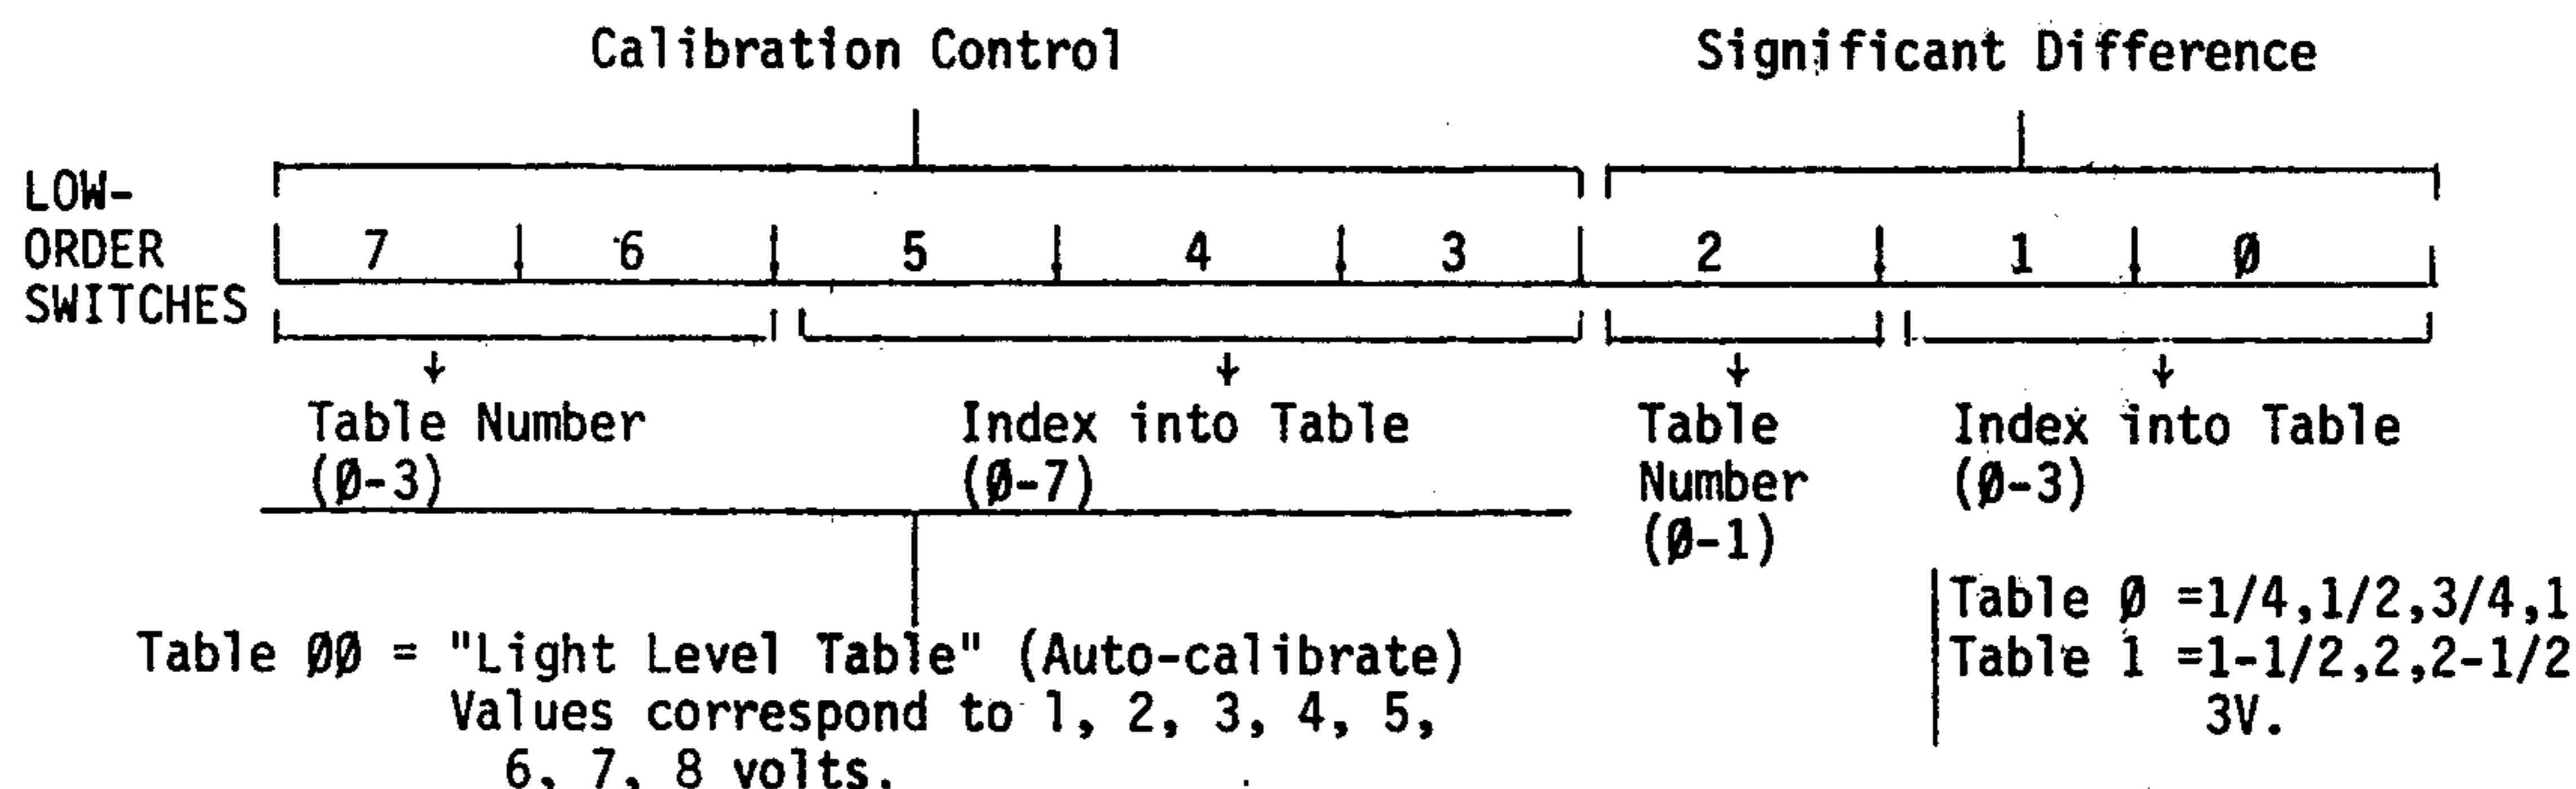 Calibration Control Significant Difference
LOW-
ORDER 7 6 5 4 3 2 1 Ø
SWITCHES
Table Number Index into Table Table Index into Table
(Ø-3) (Ø-7) Number (Ø-3)
(Ø-1)
Table Ø =1/4,1/2,3/4,1
Table ØØ = "Light Level Table" (Auto-calibrate) Table 1 =1-1/2,2,2-1/2
Values correspond to 1, 2, 3, 4, 5, 3V.
6, 7, 8 volts.